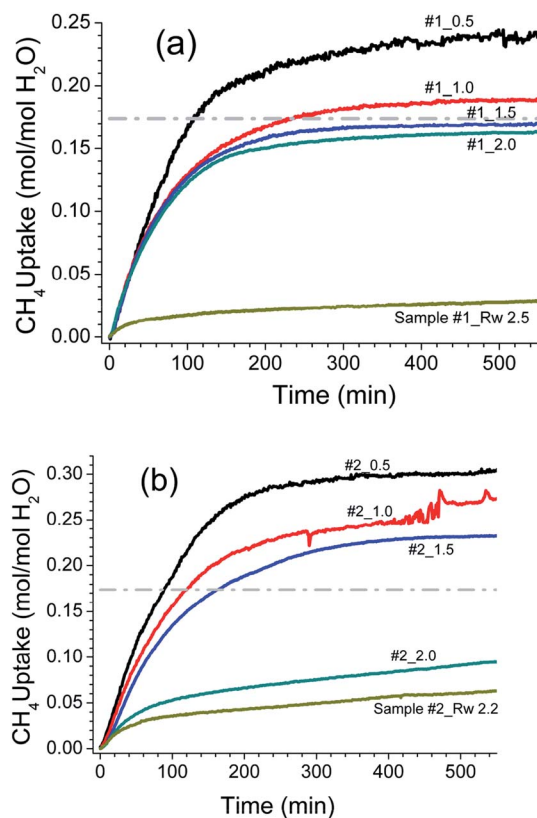 (a)
CH₄ Uptake (mol/mol H₂O)
0.25
0.20
0.15
0.10
0.05
0.00
#1_0.5
#1_1.0
#1_1.5
#1_2.0
Sample #1_Rw 2.5
0 100 200 300 400 500
Time (min)
(b)
CH₄ Uptake (mol/mol H₂O)
0.30
0.25
0.20
0.15
0.10
0.05
0.00
#2_0.5
#2_1.0
#2_1.5
#2_2.0
Sample #2_Rw 2.2
0 100 200 300 400 500
Time (min)